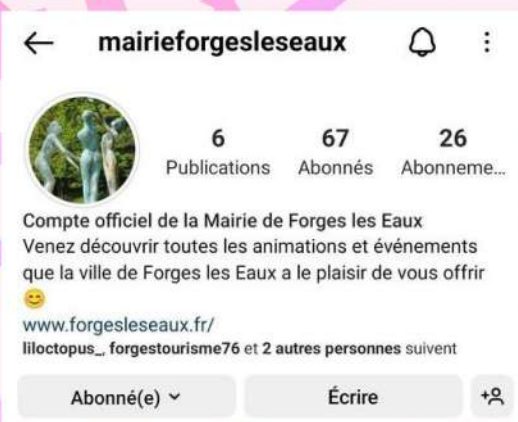 mairieforgesleseaux
6 67 26
Publications Abonnés Abonneme...
Compte officiel de la Mairie de Forges les Eaux
Venez découvrir toutes les animations et événements
que la ville de Forges les Eaux a le plaisir de vous offrir
😊
www.forgesleseaux.fr/
liloctopus_, forgestourisme76 et 2 autres personnes suivent
Abonné(e) Écrire